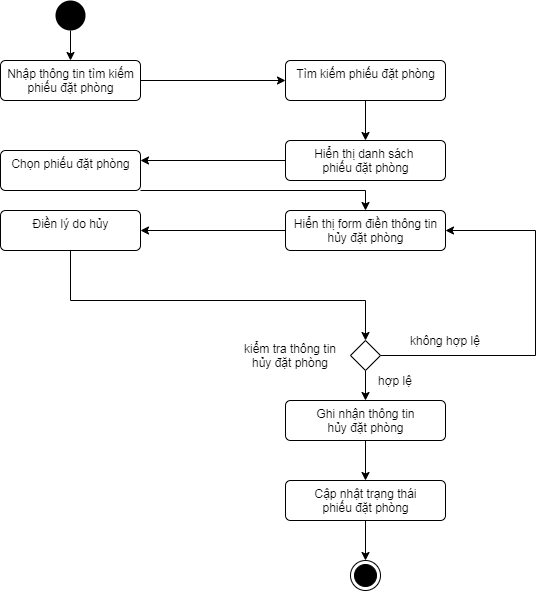 Nhập thông tin tìm kiếm
phiếu đặt phòng
Tìm kiếm phiếu đặt phòng
Hiển thị danh sách
phiếu đặt phòng
Chọn phiếu đặt phòng
Hiển thị form điền thông tin
hủy đặt phòng
Điền lý do hủy
kiểm tra thông tin
hủy đặt phòng
không hợp lệ
hợp lệ
Ghi nhận thông tin
hủy đặt phòng
Cập nhật trạng thái
phiếu đặt phòng